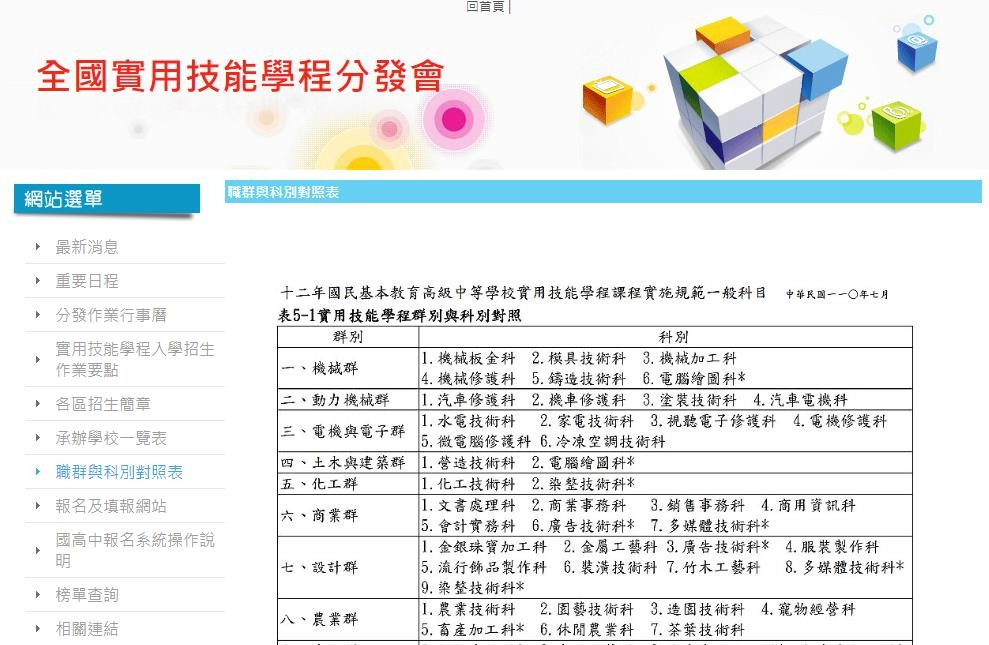 回首頁 |
全國實用技能學程分發會
網站選單
最新消息
重要日程
分發作業行事曆
實用技能學程入學招生
作業要點
各區招生簡章
承辦學校一覽表
職群與科別對照表
報名及填報網站
國高中報名系統操作說
明
榜單查詢
相關連結
職群與科別對照表
十二年國民基本教育高級中等學校實用技能學程課程實施規範一般科目 中華民國一一〇年七月
表5-1實用技能學程群別與科別對照
群別 科別
一、機械群
1.機械板金科 2.模具技術科 3.機械加工科
4.機械修護科 5.鑄造技術科 6.電腦繪圖科*
二、動力機械群 1.汽車修護科 2.機車修護科 3.塗裝技術科 4.汽車電機科
三、電機與電子群
1.水電技術科 2.家電技術科 3.視聽電子修護科 4.電機修護科
5.微電腦修護科 6.冷凍空調技術科
四、土木與建築群 1.營造技術科 2.電腦繪圖科*
五、化工群 1.化工技術科 2.染整技術科*
六、商業群
1.文書處理科 2.商業事務科 3.銷售事務科 4.商用資訊科
5.會計實務科 6.廣告技術科* 7.多媒體技術科*
七、設計群
1.金銀珠寶加工科 2.金屬工藝科 3.廣告技術科* 4.服裝製作科
5.流行飾品製作科 6.裝潢技術科 7.竹木工藝科 8.多媒體技術科*
9.染整技術科*
八、農業群
1.農業技術科 2.園藝技術科 3.造園技術科 4.寵物經營科
5.畜產加工科* 6.休閒農業科 7.茶葉技術科